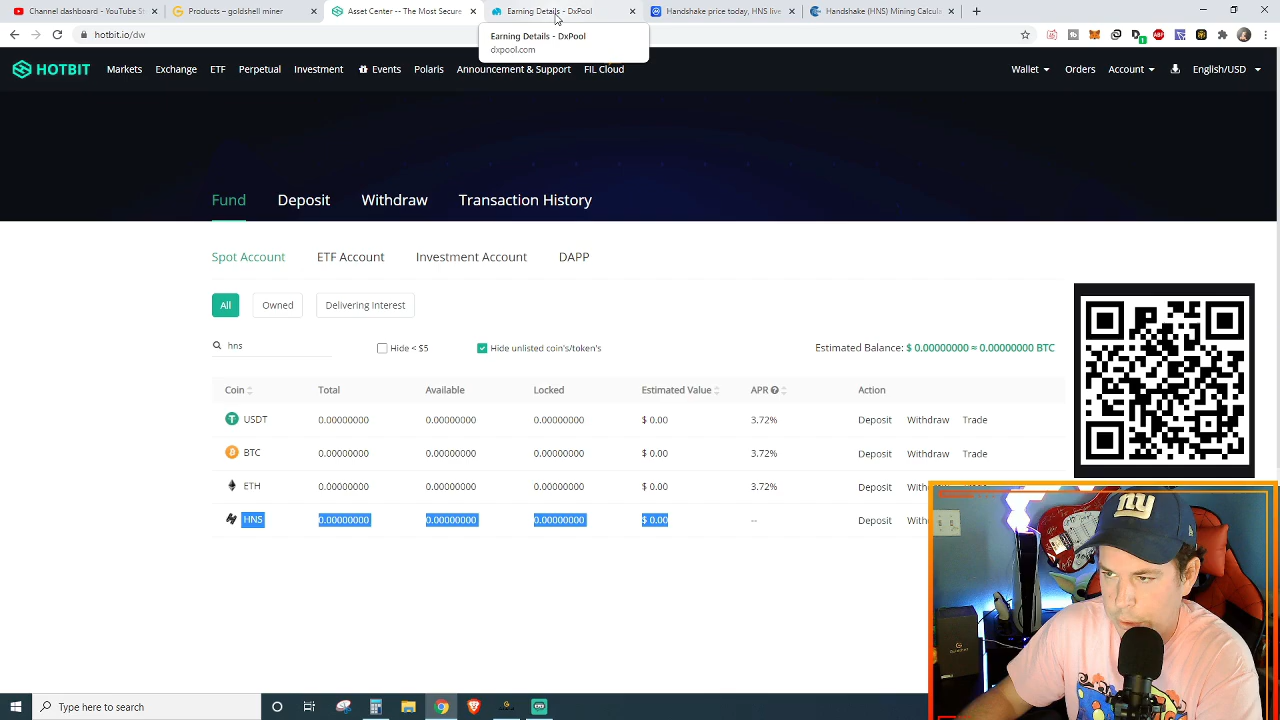 Channel dashboard - YouTube S
Products – goldshell miner
Asset Center -- The Most Secure
Earning Details - DxPool
Handshake price today, HNS live
Handshake (HNS) Mining Calcula
hotbit.io/dw
Earning Details - DxPool
dxpool.com
HOTBIT
Markets
Exchange
ETF
Perpetual
Investment
Events
Polaris
Announcement & Support
FIL Cloud
Wallet
Orders
Account
English/USD
Fund
Deposit
Withdraw
Transaction History
Spot Account
ETF Account
Investment Account
DAPP
All
Owned
Delivering interest
hns
Hide < $5
Hide unlisted coin's/token's
Estimated Balance: $ 0.00000000 ≈ 0.00000000 BTC
Coin Total Available Locked Estimated Value APR Action
USDT 0.00000000 0.00000000 0.00000000 $ 0.00 3.72% Deposit Withdraw Trade
BTC 0.00000000 0.00000000 0.00000000 $ 0.00 3.72% Deposit Withdraw Trade
ETH 0.00000000 0.00000000 0.00000000 $ 0.00 3.72% Deposit
HNS 0.00000000 0.00000000 0.00000000 $ 0.00 -- Deposit With
NY
Type here to search